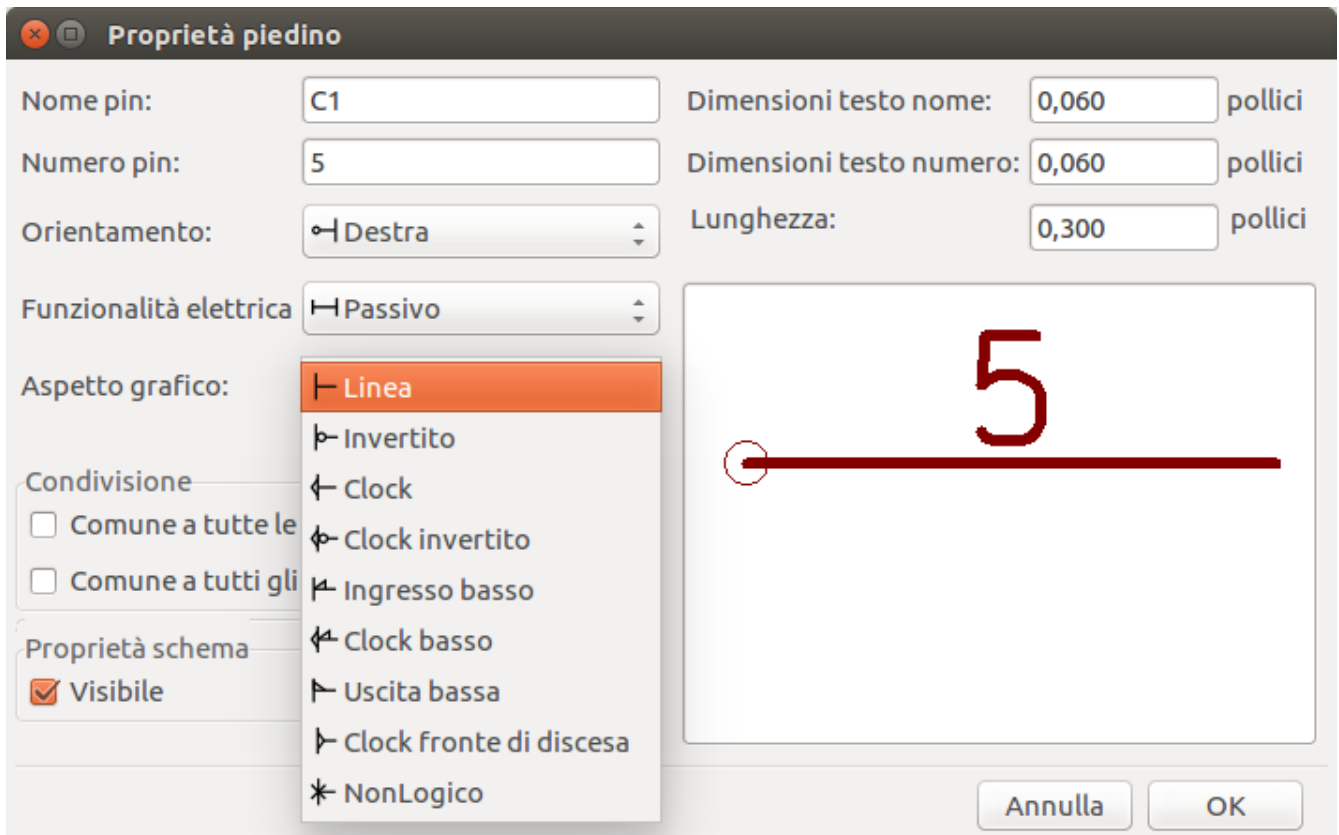 Proprietà piedino
Nome pin: C1 Dimensioni testo nome: 0,060 pollici
Numero pin: 5 Dimensioni testo numero: 0,060 pollici
Orientamento: Destra Lunghezza: 0,300 pollici
Funzionalità elettrica Passivo
Aspetto grafico:
Linea
Invertito
Clock
Clock invertito
Ingresso basso
Clock basso
Uscita bassa
Clock fronte di discesa
NonLogico
Condivisione
Comune a tutte le
Comune a tutti gli
Proprietà schema
Visibile
5
Annulla OK